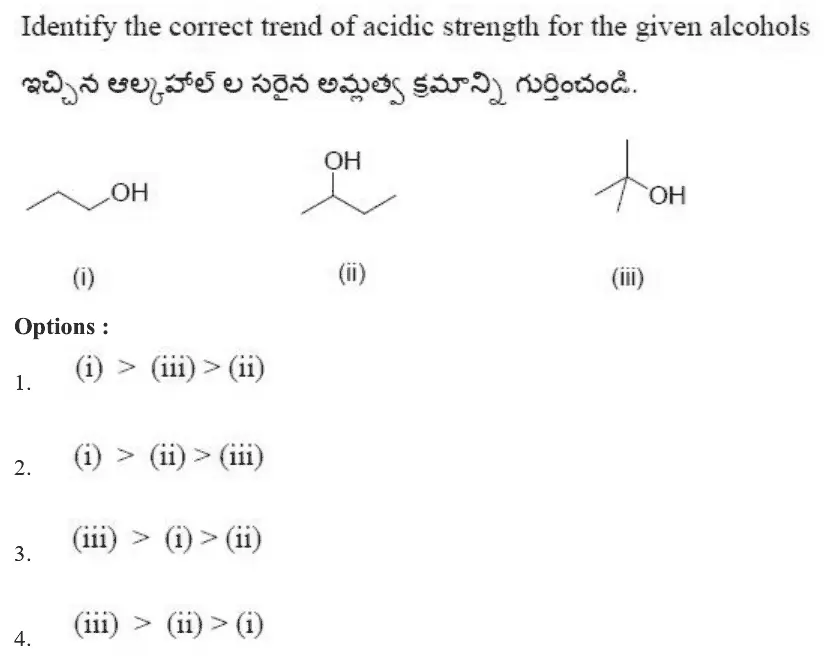 Identify the correct trend of acidic strength for the given alcohols
ఇచ్చిన ఆల్కహాల్ ల సరైన అమ్లత్వ క్రమాన్ని గుర్తించండి.
OH
OH
OH
(i)
(ii)
(iii)
Options :
1. (i) > (iii) > (ii)
2. (i) > (ii) > (iii)
3. (iii) > (i) > (ii)
4. (iii) > (ii) > (i)